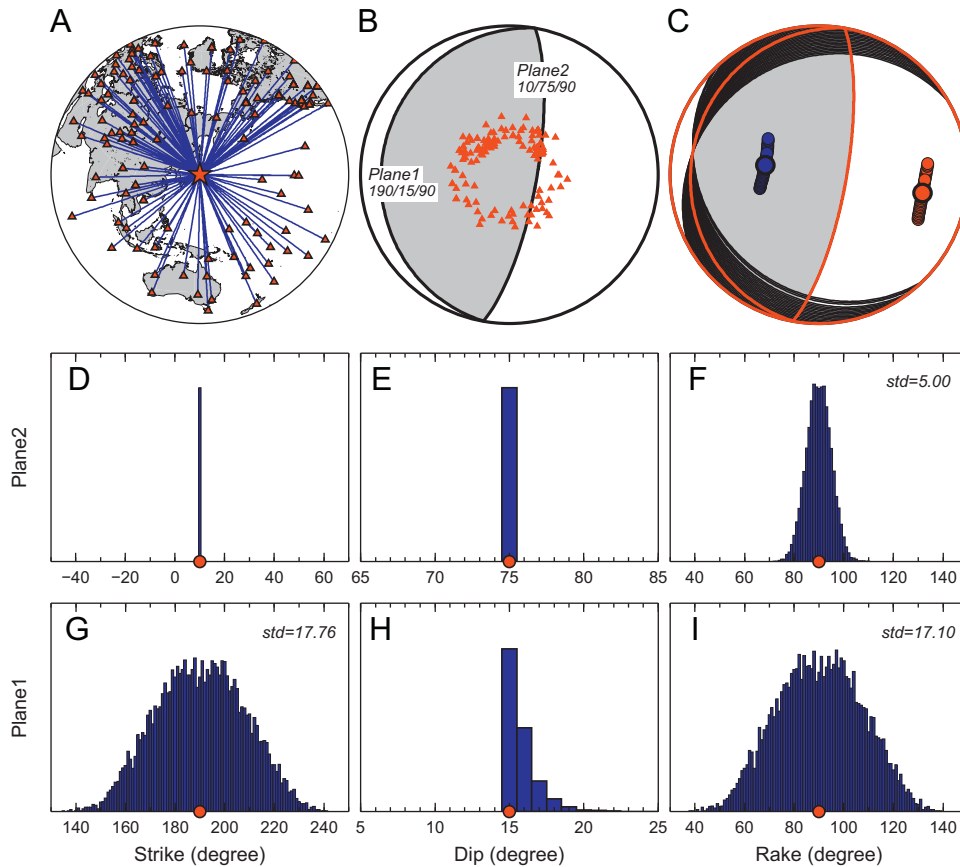 A
B
C
Plane2
10/75/90
Plane1
190/15/90
D
E
F
std=5.00
Plane2
−40 −20 0 20 40 60
65 70 75 80 85
40 60 80 100 120 140
G
H
I
std=17.76
std=17.10
Plane1
140 160 180 200 220 240
5 10 15 20 25
40 60 80 100 120 140
Strike (degree)
Dip (degree)
Rake (degree)